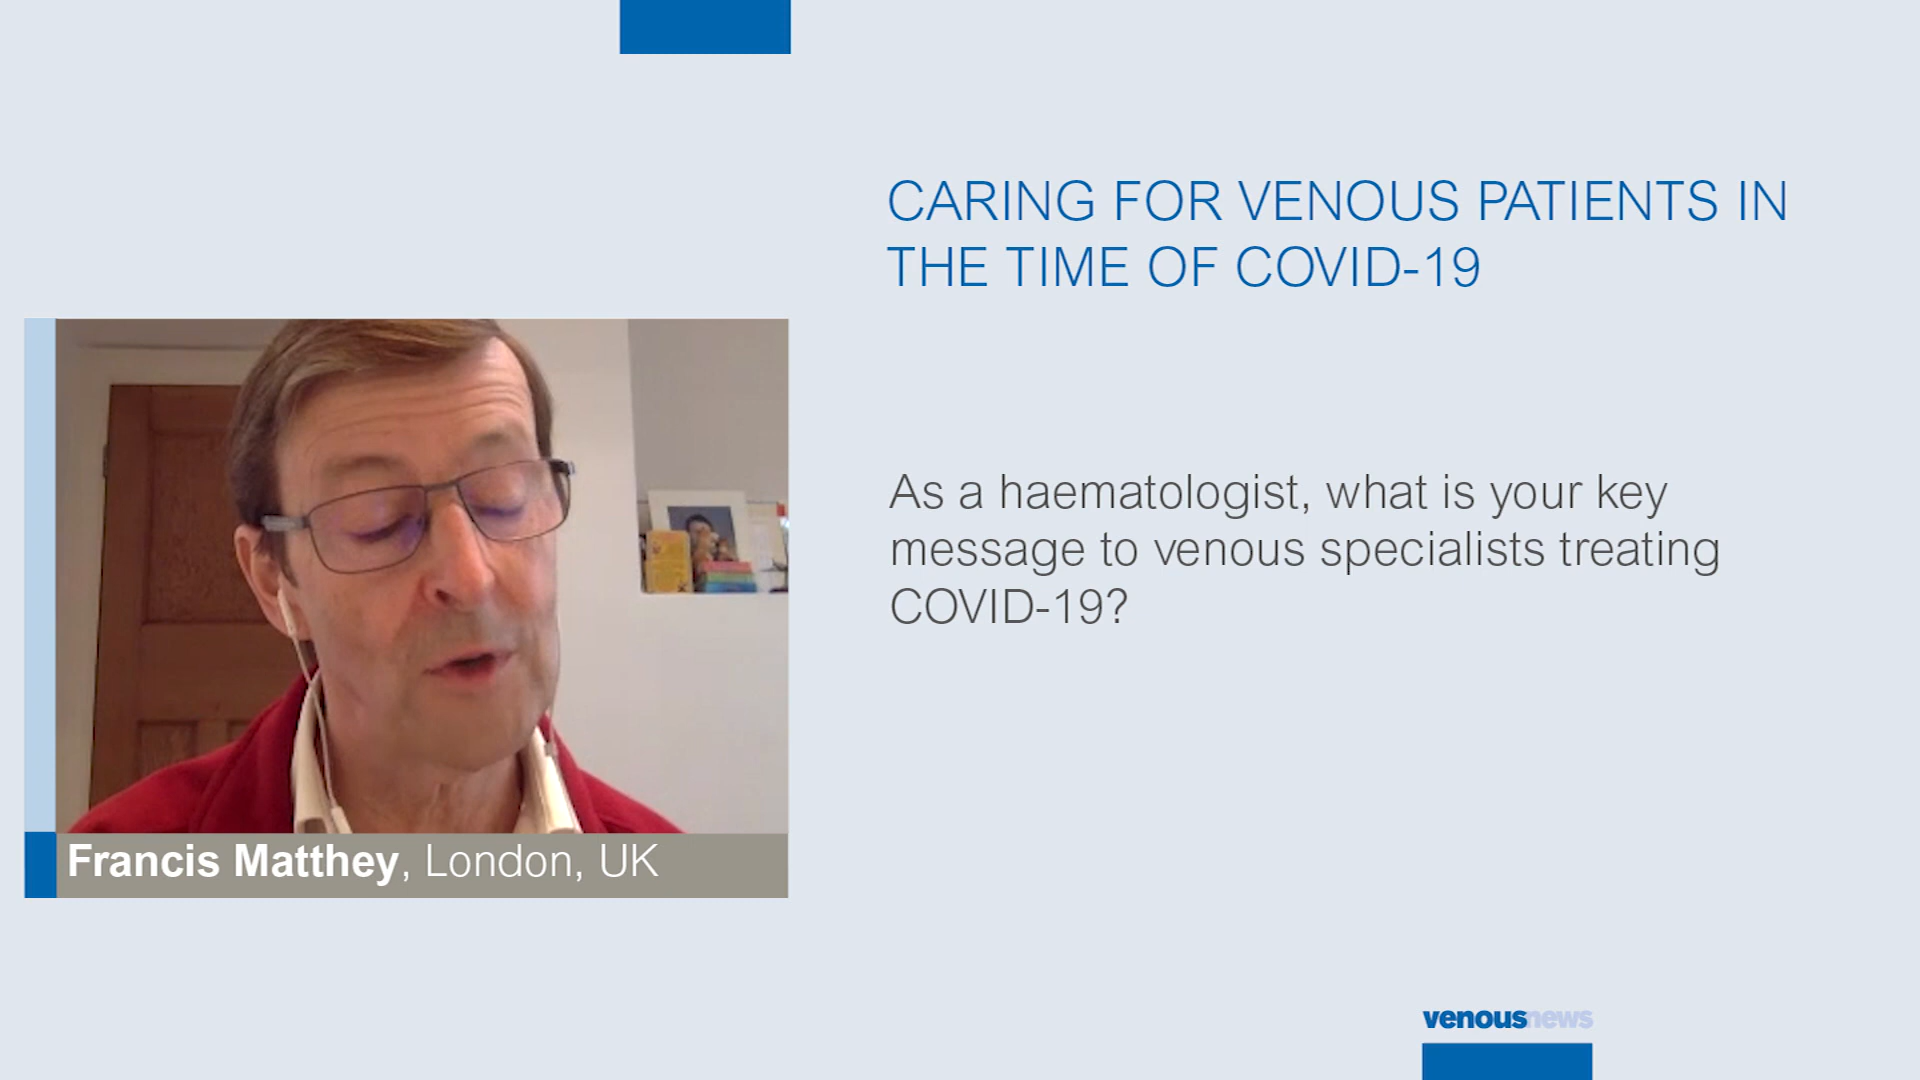 CARING FOR VENOUS PATIENTS IN
THE TIME OF COVID-19
As a haematologist, what is your key
message to venous specialists treating
COVID-19?
Francis Matthey, London, UK
venousnews